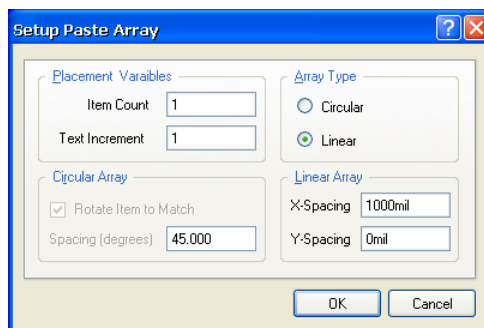 Setup Paste Array
Placement Varaibles
Item Count 1
Text Increment 1
Array Type
Circular
Linear
Circular Array
Rotate Item to Match
Spacing (degrees) 45.000
Linear Array
X-Spacing 1000mil
Y-Spacing 0mil
OK Cancel